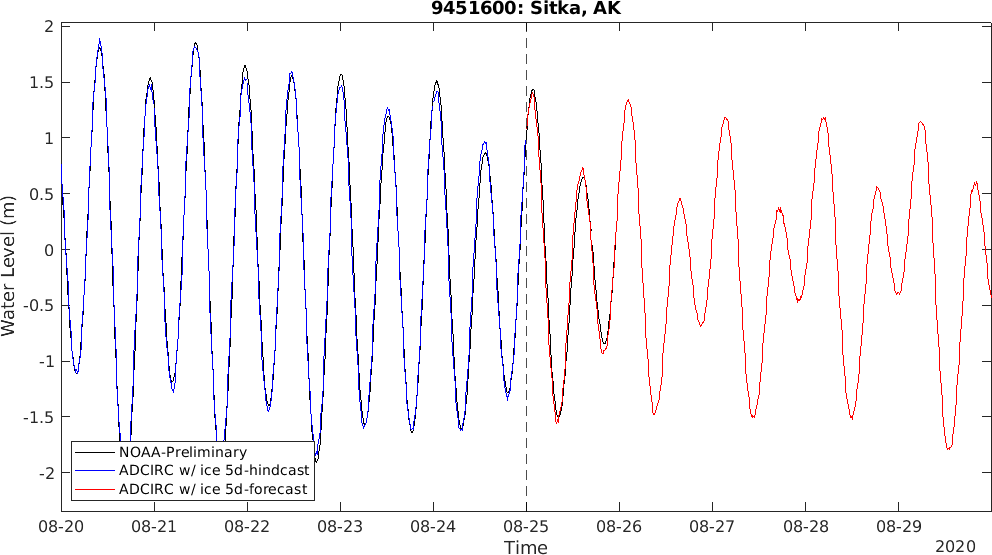 9451600: Sitka, AK
Water Level (m)
2
1.5
1
0.5
0
-0.5
-1
-1.5
-2
NOAA-Preliminary
ADCIRC w/ ice 5d-hindcast
ADCIRC w/ ice 5d-forecast
08-20 08-21 08-22 08-23 08-24 08-25 08-26 08-27 08-28 08-29
Time
2020